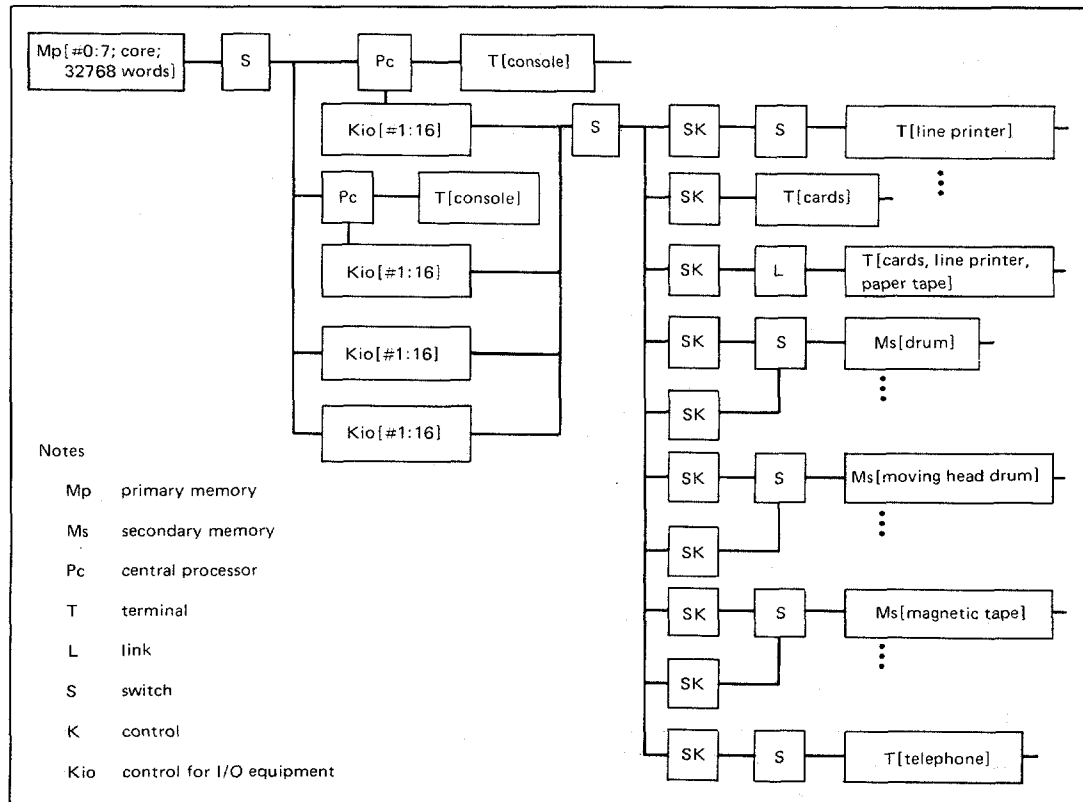 Mp[#0:7; core;
32768 words]
S
Pc
T[console]
Kio[#1:16]
S
SK
S
T[line printer]
Pc
T[console]
SK
T[cards]
Kio[#1:16]
SK
L
T[cards, line printer,
paper tape]
Kio[#1:16]
SK
S
Ms[drum]
Kio[#1:16]
SK
Notes
Mp primary memory
SK
S
Ms[moving head drum]
Ms secondary memory
Pc central processor
SK
T terminal
SK
S
Ms[magnetic tape]
L link
S switch
SK
K control
Kio control for I/O equipment
SK
S
T[telephone]